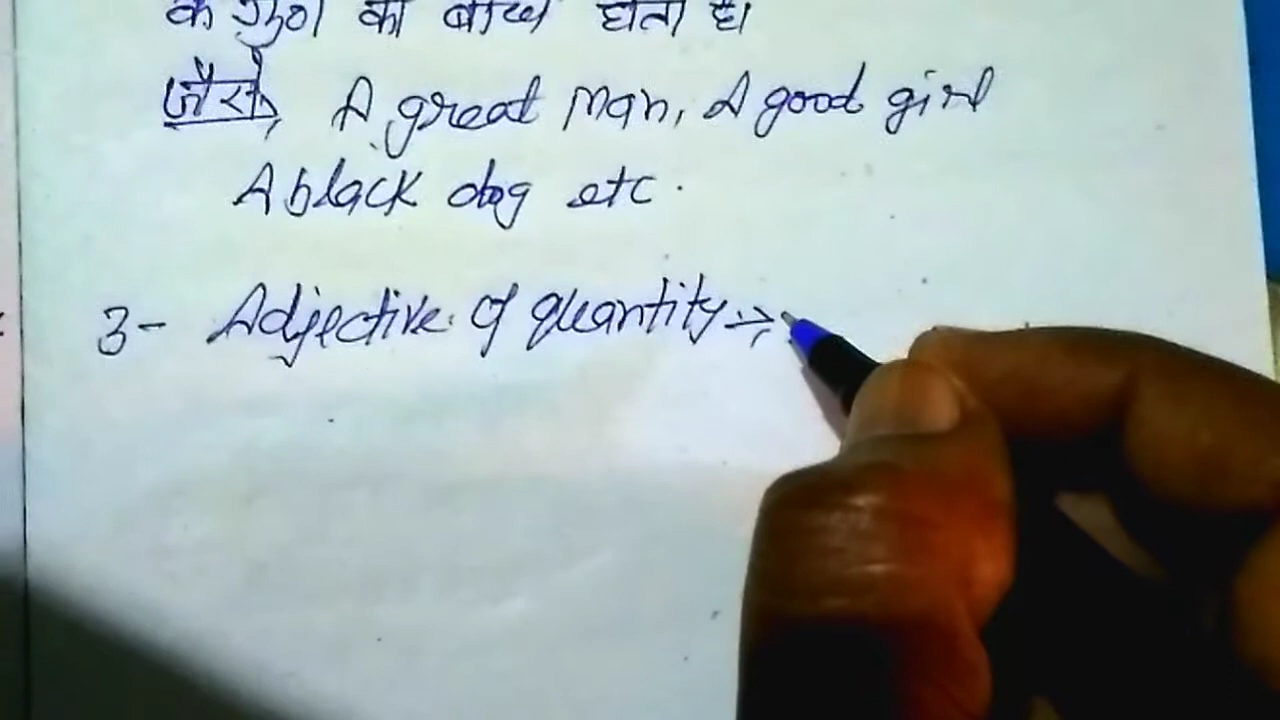 के गुण का बोध होता है।
जैसे, A great man, A good girl
A black dog etc.
3- Adjective of quantity ÷>,